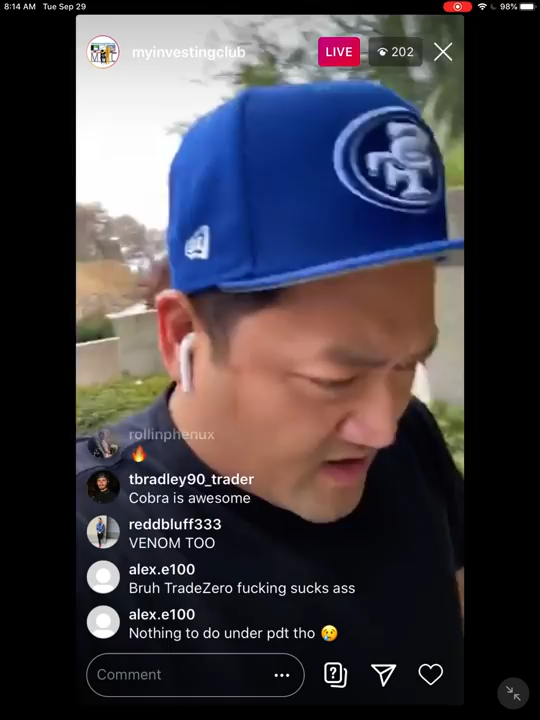 8:14 AM Tue Sep 29
98%
myinvestingclub
LIVE
202
rollinphenux
🔥
tbradley90_trader
Cobra is awesome
reddbluff333
VENOM TOO
alex.e100
Bruh TradeZero fucking sucks ass
alex.e100
Nothing to do under pdt tho 😢
Comment